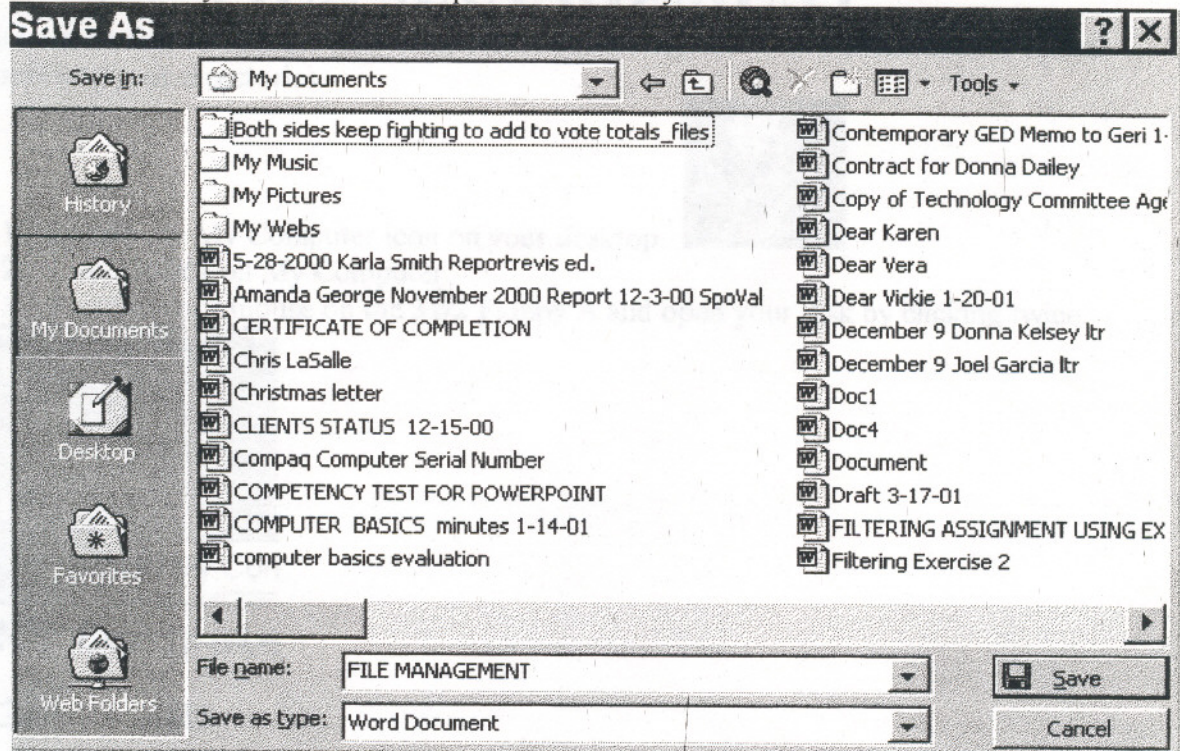 Save As
Save in:
My Documents
Tools
History
My Documents
Desktop
Favorites
Web Folders
Both sides keep fighting to add to vote totals_files
My Music
My Pictures
My Webs
5-28-2000 Karla Smith Reportrevis ed.
Amanda George November 2000 Report 12-3-00 SpoVal
CERTIFICATE OF COMPLETION
Chris LaSalle
Christmas letter
CLIENTS STATUS 12-15-00
Compaq Computer Serial Number
COMPETENCY TEST FOR POWERPOINT
COMPUTER BASICS minutes 1-14-01
computer basics evaluation
Contemporary GED Memo to Geri 1-
Contract for Donna Dailey
Copy of Technology Committee Age
Dear Karen
Dear Vera
Dear Vickie 1-20-01
December 9 Donna Kelsey ltr
December 9 Joel Garcia ltr
Doc1
Doc4
Document
Draft 3-17-01
FILTERING ASSIGNMENT USING EX
Filtering Exercise 2
File name:
FILE MANAGEMENT
Save
Save as type:
Word Document
Cancel